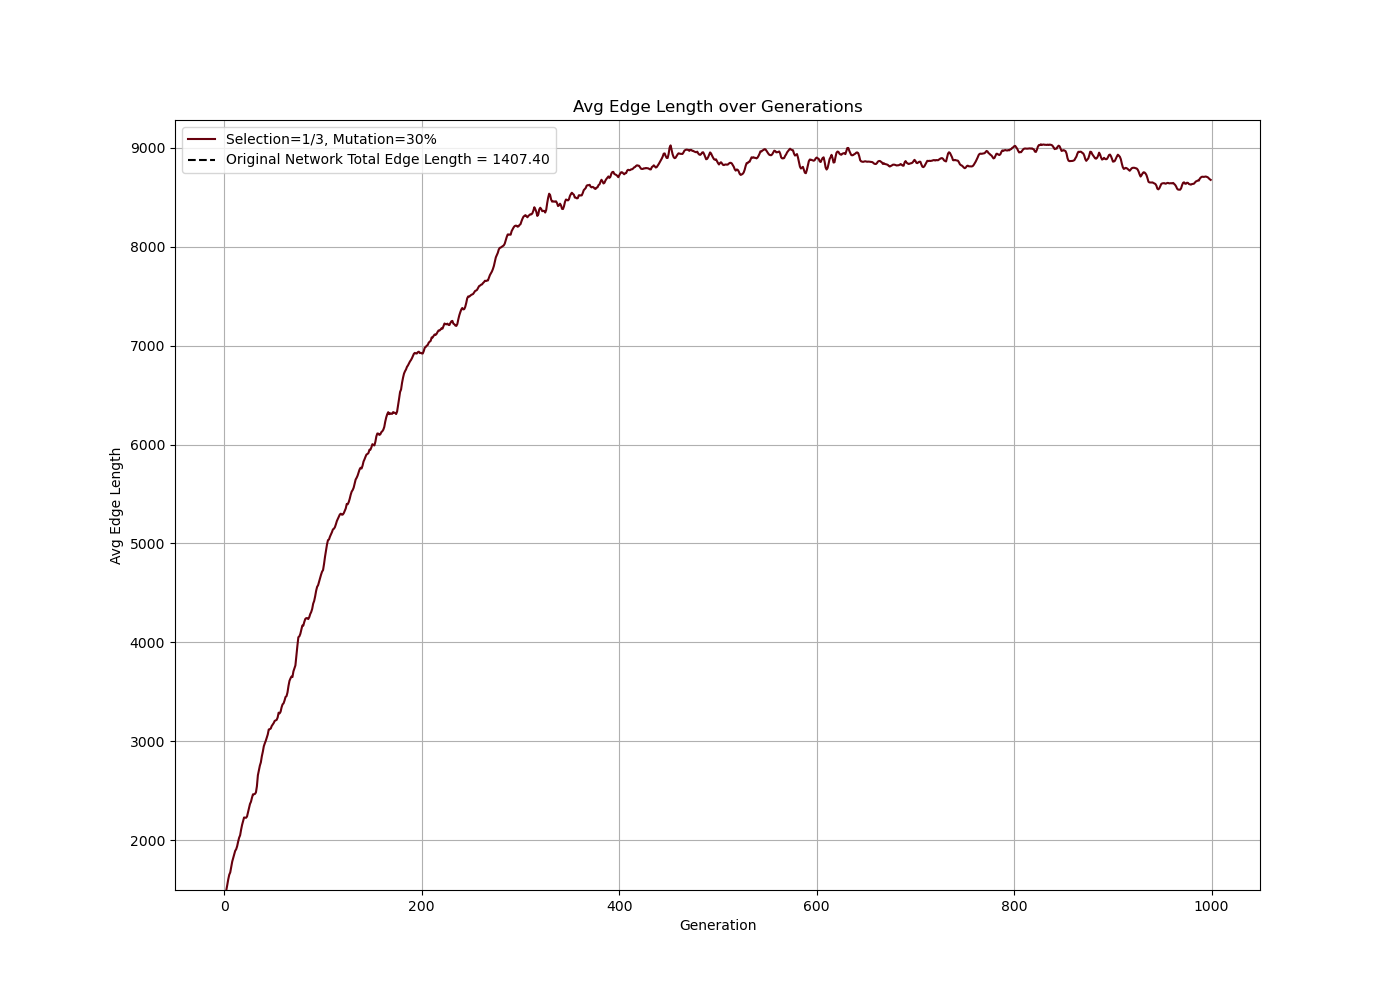 Avg Edge Length over Generations
Selection=1/3, Mutation=30%
Original Network Total Edge Length = 1407.40
9000
8000
7000
6000
5000
4000
3000
2000
Avg Edge Length
0 200 400 600 800 1000
Generation